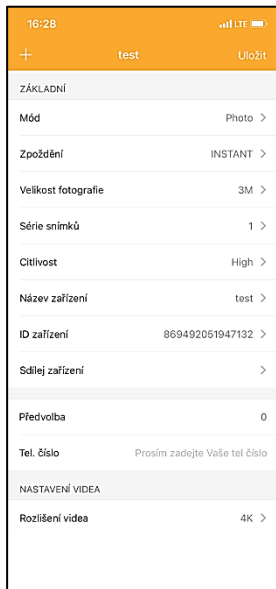 16:28 LTE
+ test Uložit
ZÁKLADNÍ
Mód Photo >
Zpoždění INSTANT >
Velikost fotografie 3M >
Série snímků 1 >
Citlivost High >
Název zařízení test >
ID zařízení 869492051947132 >
Sdílej zařízení >
Předvolba 0
Tel. číslo Prosím zadejte Vaše tel číslo
NASTAVENÍ VIDEA
Rozlišení videa 4K >